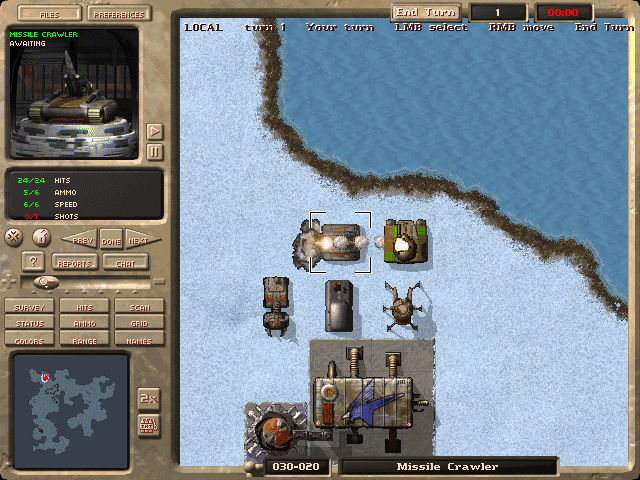 FILES PREFERENCES End Turn 1 00:00
LOCAL turn 1 Your turn LMB select RMB move End Turn
MISSILE CRAWLER
AWAITING
24/24 HITS
5/6 AMMO
6/6 SPEED
0/1 SHOTS
PREV DONE NEXT
? REPORTS CHAT
SURVEY HITS SCAN
STATUS AMMO GRID
COLORS RANGE NAMES
2x
030-020 Missile Crawler